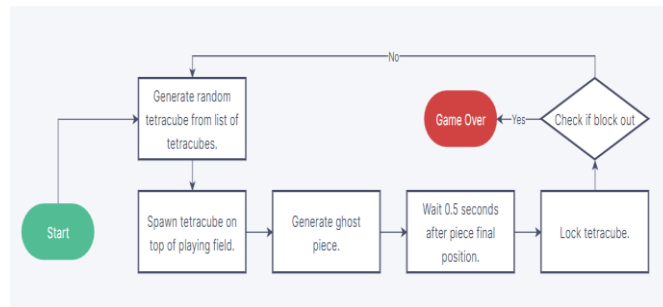 No
Generate random
tetracube from list of
tetracubes.
Game Over
Yes
Check if block out
Start
Spawn tetracube on
top of playing field.
Generate ghost
piece.
Wait 0.5 seconds
after piece final
position.
Lock tetracube.